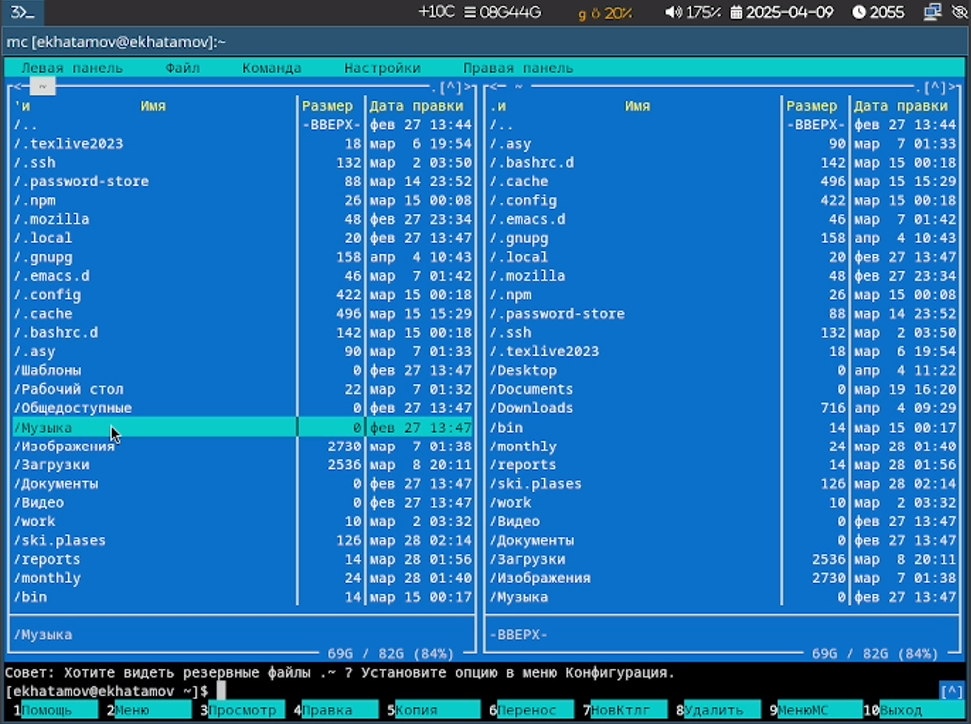 3>_ +10C 08G44G g ö 20% 175% 2025-04-09 2055
mc [ekhatamov@ekhatamov]:~
Левая панель Файл Команда Настройки Правая панель
<─ ~ .[^]> <─ ~ .[^]>
'и Имя Размер Дата правки .и Имя Размер Дата правки
/.. -ВВЕРХ- фев 27 13:44 /.. -ВВЕРХ- фев 27 13:44
/.texlive2023 18 мар 6 19:54 /.asy 90 мар 7 01:33
/.ssh 132 мар 2 03:50 /.bashrc.d 142 мар 15 00:18
/.password-store 88 мар 14 23:52 /.cache 496 мар 15 15:29
/.npm 26 мар 15 00:08 /.config 422 мар 15 00:18
/.mozilla 48 фев 27 23:34 /.emacs.d 46 мар 7 01:42
/.local 20 фев 27 13:47 /.gnupg 158 апр 4 10:43
/.gnupg 158 апр 4 10:43 /.local 20 фев 27 13:47
/.emacs.d 46 мар 7 01:42 /.mozilla 48 фев 27 23:34
/.config 422 мар 15 00:18 /.npm 26 мар 15 00:08
/.cache 496 мар 15 15:29 /.password-store 88 мар 14 23:52
/.bashrc.d 142 мар 15 00:18 /.ssh 132 мар 2 03:50
/.asy 90 мар 7 01:33 /.texlive2023 18 мар 6 19:54
/Шаблоны 0 фев 27 13:47 /Desktop 0 апр 4 11:22
/Рабочий стол 22 мар 7 01:32 /Documents 0 мар 19 16:20
/Общедоступные 0 фев 27 13:47 /Downloads 716 апр 4 09:29
/Музыка 0 фев 27 13:47 /bin 14 мар 15 00:17
/Изображения 2730 мар 7 01:38 /monthly 24 мар 28 01:40
/Загрузки 2536 мар 8 20:11 /reports 14 мар 28 01:56
/Документы 0 фев 27 13:47 /ski.plases 126 мар 28 02:14
/Видео 0 фев 27 13:47 /work 10 мар 2 03:32
/work 10 мар 2 03:32 /Видео 0 фев 27 13:47
/ski.plases 126 мар 28 02:14 /Документы 0 фев 27 13:47
/reports 14 мар 28 01:56 /Загрузки 2536 мар 8 20:11
/monthly 24 мар 28 01:40 /Изображения 2730 мар 7 01:38
/bin 14 мар 15 00:17 /Музыка 0 фев 27 13:47
/Музыка -ВВЕРХ-
69G / 82G (84%) 69G / 82G (84%)
Совет: Хотите видеть резервные файлы .~ ? Установите опцию в меню Конфигурация.
[ekhatamov@ekhatamov ~]$ [^]
1Помощь 2Меню 3Просмотр 4Правка 5Копия 6Перенос 7НовКтлг 8Удалить 9МенюMC 10Выход